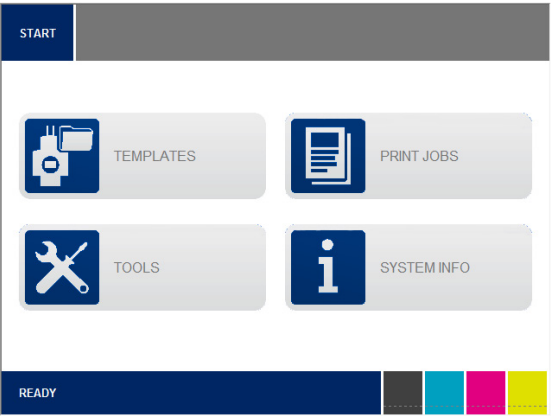 START
TEMPLATES
PRINT JOBS
TOOLS
SYSTEM INFO
READY